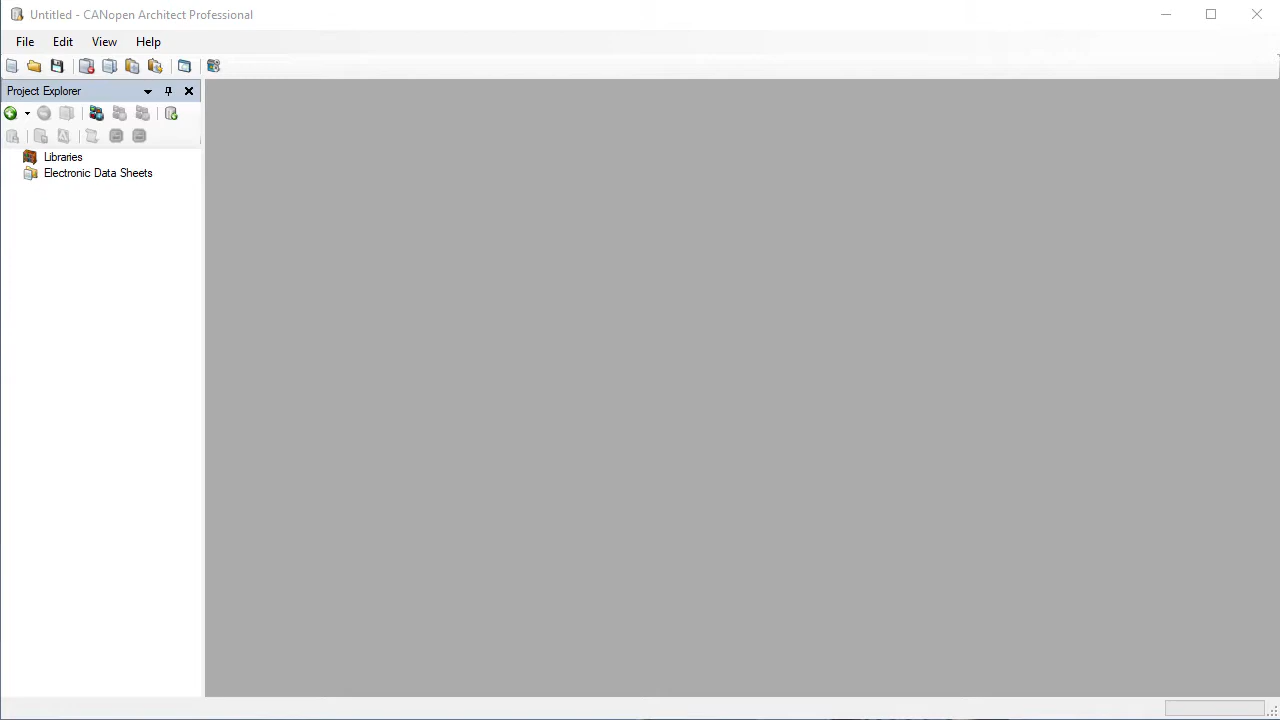 Untitled - CANopen Architect Professional
File Edit View Help
Project Explorer
Libraries
Electronic Data Sheets